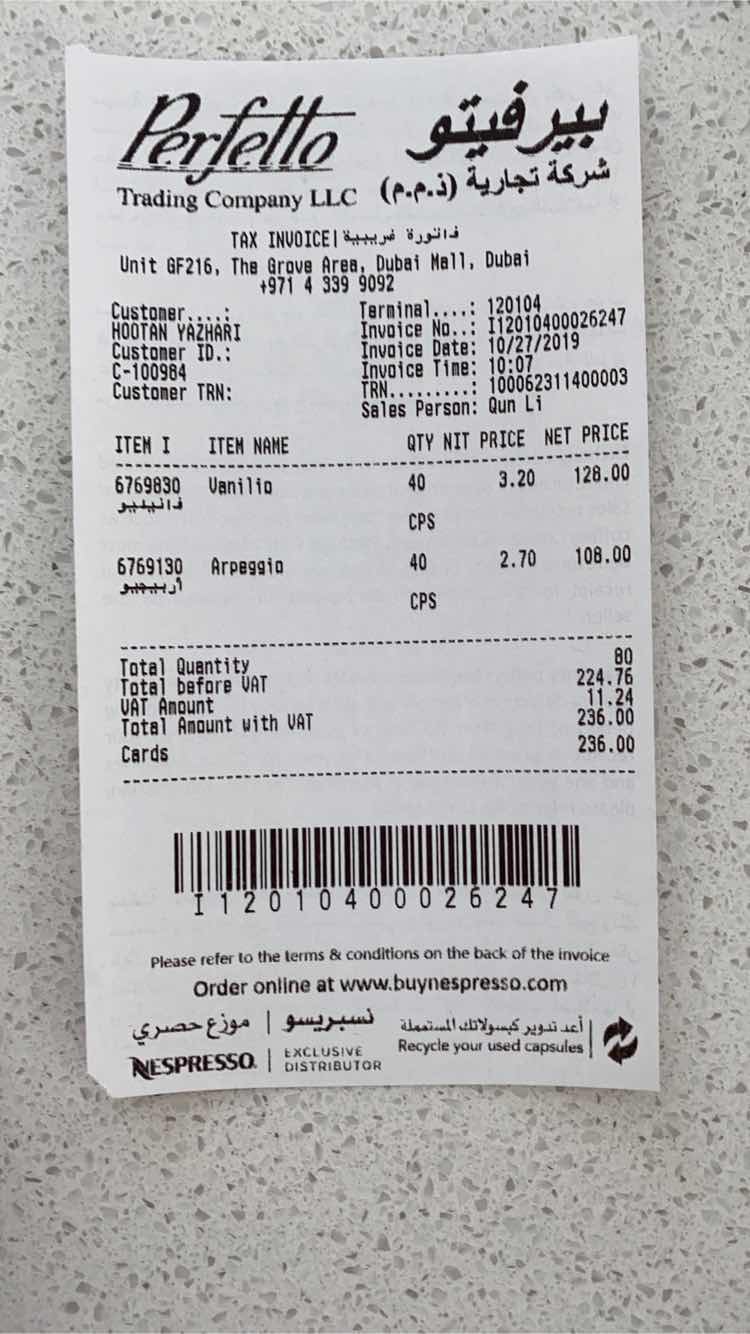 Perfetto بيرفيتو
Trading Company LLC شركة تجارية (ذ.م.م)
TAX INVOICE| فاتورة ضريبية
Unit GF216, The Grove Area, Dubai Mall, Dubai
+971 4 339 9092
Customer....: Terminal....: 120104
HOOTAN YAZHARI Invoice No..: I12010400026247
Customer ID.: Invoice Date: 10/27/2019
C-100984 Invoice Time: 10:07
Customer TRN: TRN.........: 100062311400003
Sales Person: Qun Li
ITEM I ITEM NAME QTY NIT PRICE NET PRICE
6769830 Vanilio 40 3.20 128.00
فانيليو
CPS
6769130 Arpeggio 40 2.70 108.00
أربيجيو
CPS
Total Quantity 80
Total before VAT 224.76
VAT Amount 11.24
Total Amount with VAT 236.00
Cards 236.00
I12010400026247
Please refer to the terms & conditions on the back of the invoice
Order online at www.buynespresso.com
نسبريسو | موزع حصري أعد تدوير كبسولاتك المستعملة
NESPRESSO. | EXCLUSIVE DISTRIBUTOR Recycle your used capsules